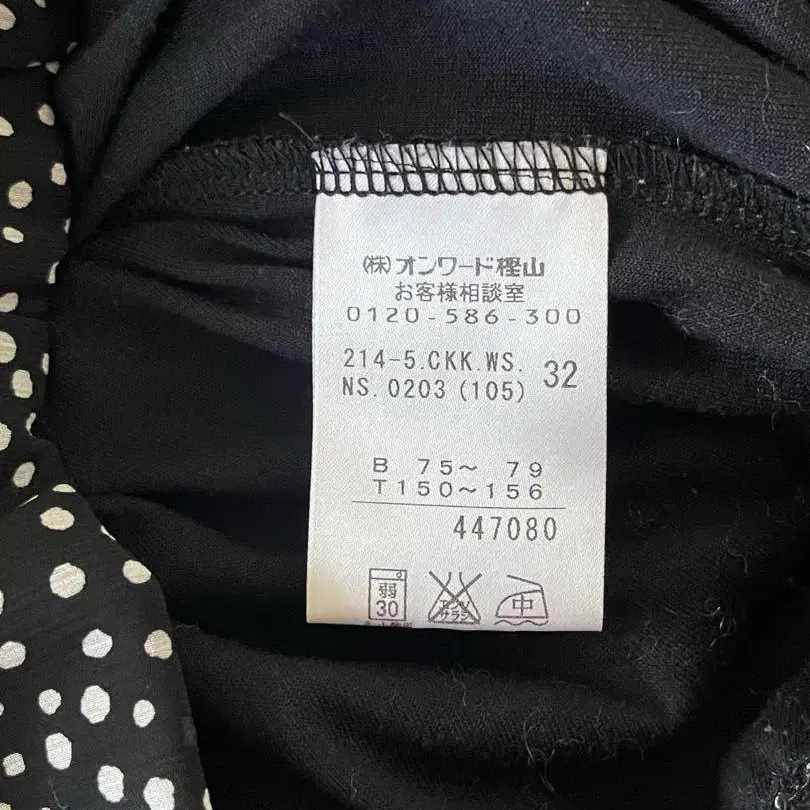 (株)オンワード樫山
お客様相談室
0120-586-300
214-5.CKK.WS. 32
NS.0203(105)
B 75〜 79
T150〜156
447080
弱 中
30